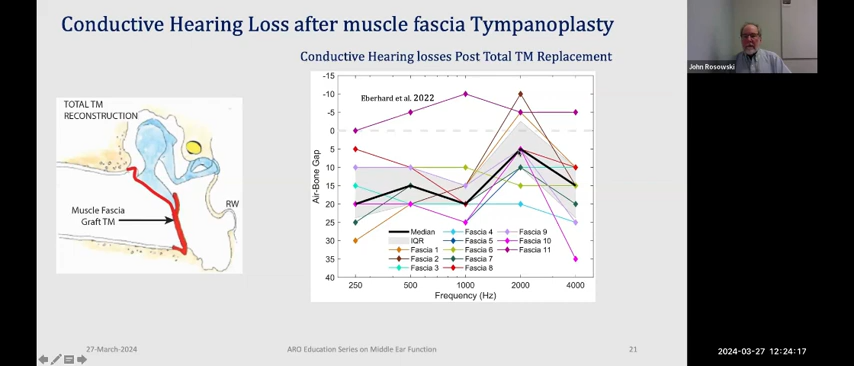 Conductive Hearing Loss after muscle fascia Tympanoplasty
Conductive Hearing losses Post Total TM Replacement
TOTAL TM
RECONSTRUCTION
RW
Muscle Fascia
Graft TM
Eberhard et al. 2022
Air-Bone Gap
-15
-10
-5
0
5
10
15
20
25
30
35
40
Median
IQR
Fascia 1
Fascia 2
Fascia 3
Fascia 4
Fascia 5
Fascia 6
Fascia 7
Fascia 8
Fascia 9
Fascia 10
Fascia 11
250 500 1000 2000 4000
Frequency (Hz)
27-March-2024 ARO Education Series on Middle Ear Function 21
John Rosowski
2024-03-27 12:24:17